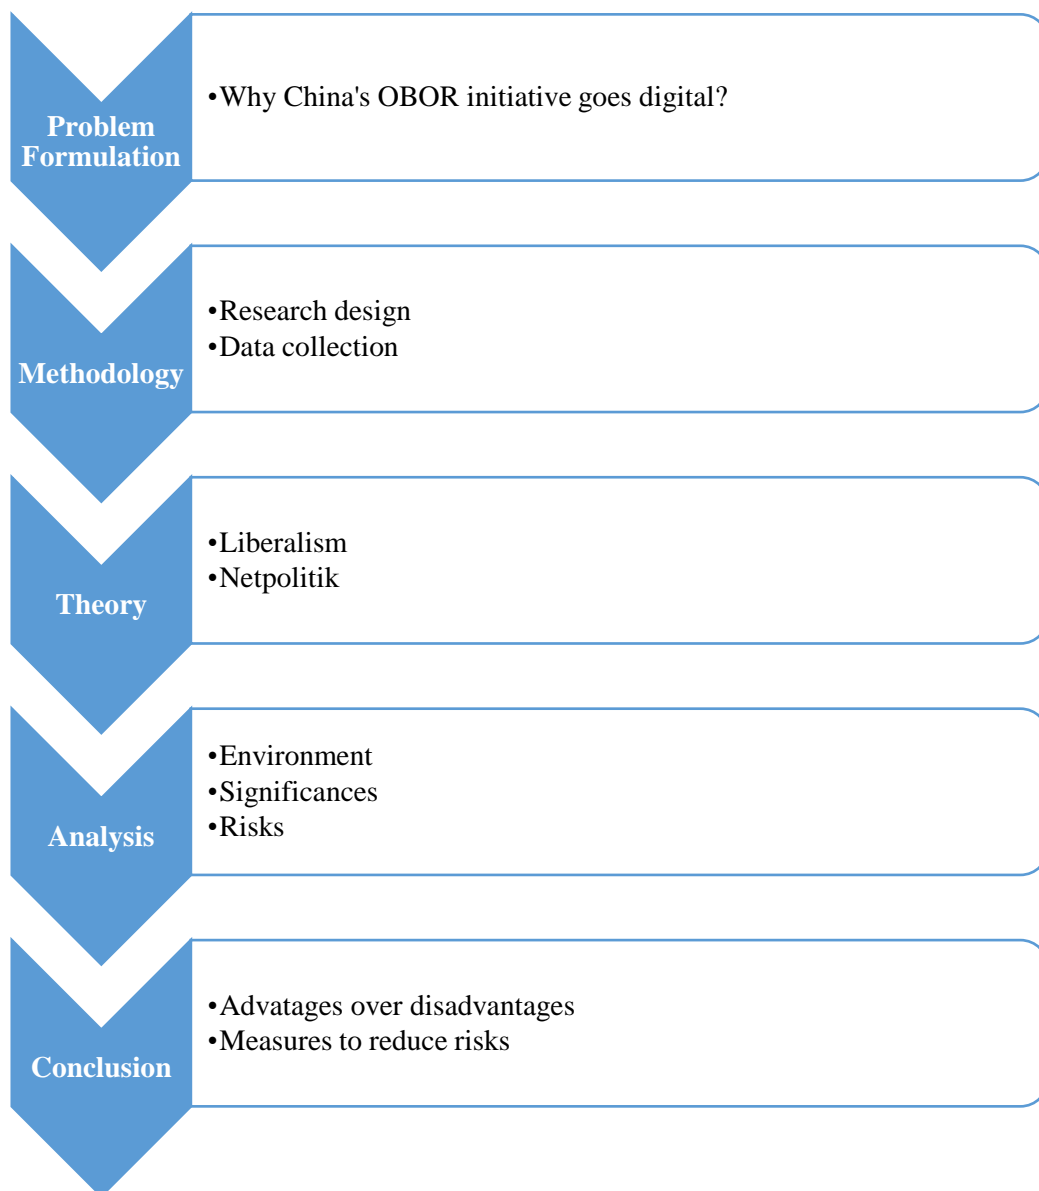 Problem
Formulation
•Why China's OBOR initiative goes digital?
Methodology
•Research design
•Data collection
Theory
•Liberalism
•Netpolitik
Analysis
•Environment
•Significances
•Risks
Conclusion
•Advatages over disadvantages
•Measures to reduce risks